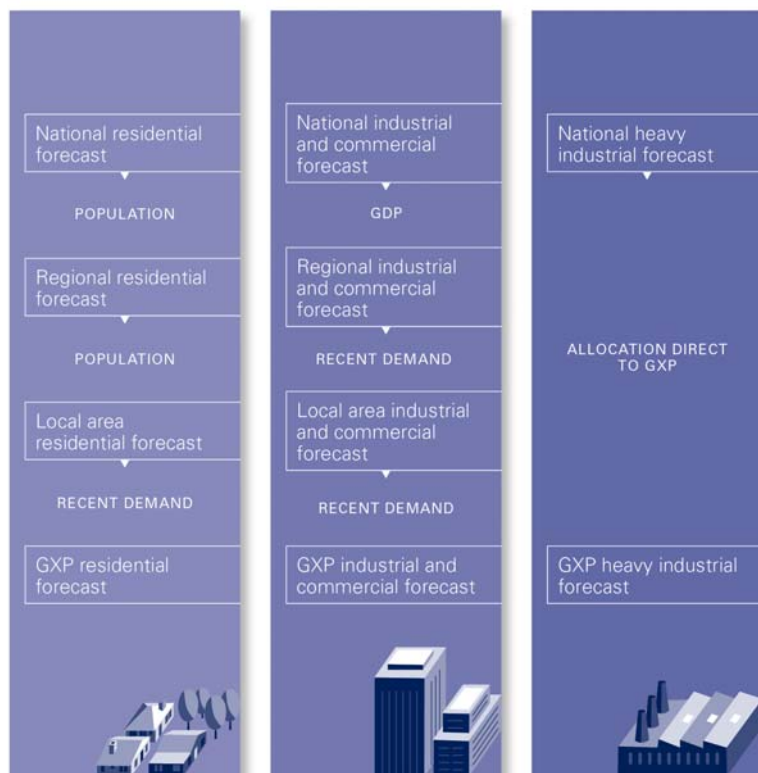 National residential
forecast
POPULATION
Regional residential
forecast
POPULATION
Local area
residential forecast
RECENT DEMAND
GXP residential
forecast
National industrial
and commercial
forecast
GDP
Regional industrial
and commercial
forecast
RECENT DEMAND
Local area industrial
and commercial
forecast
RECENT DEMAND
GXP industrial and
commercial forecast
National heavy
industrial forecast
ALLOCATION DIRECT
TO GXP
GXP heavy industrial
forecast